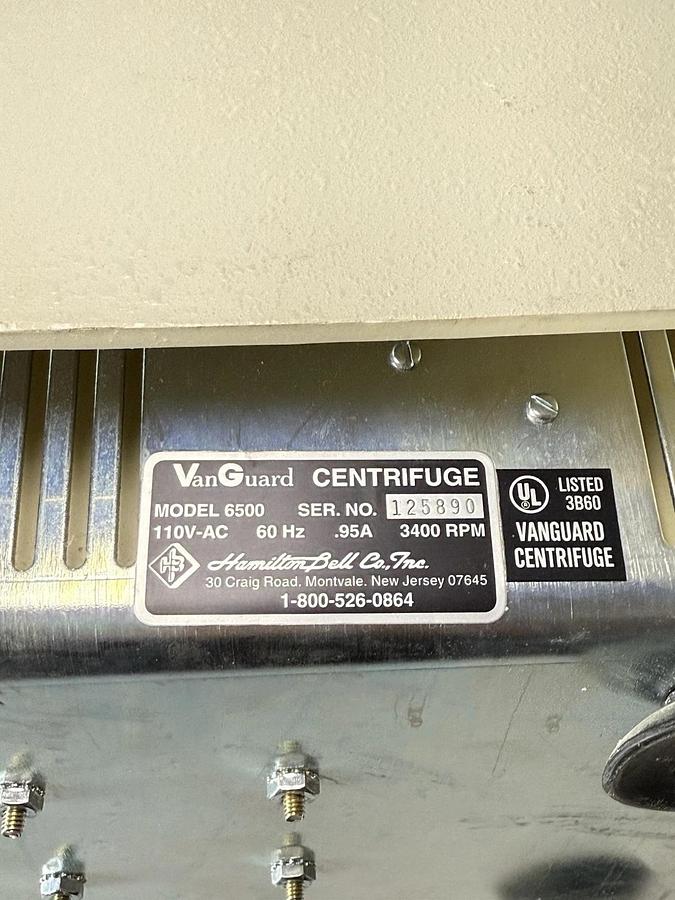 VanGuard CENTRIFUGE
MODEL 6500 SER. NO. 125890
110V-AC 60 Hz .95A 3400 RPM
HB Hamilton Bell Co., Inc.
30 Craig Road, Montvale, New Jersey 07645
1-800-526-0864
UL LISTED
3B60
VANGUARD
CENTRIFUGE